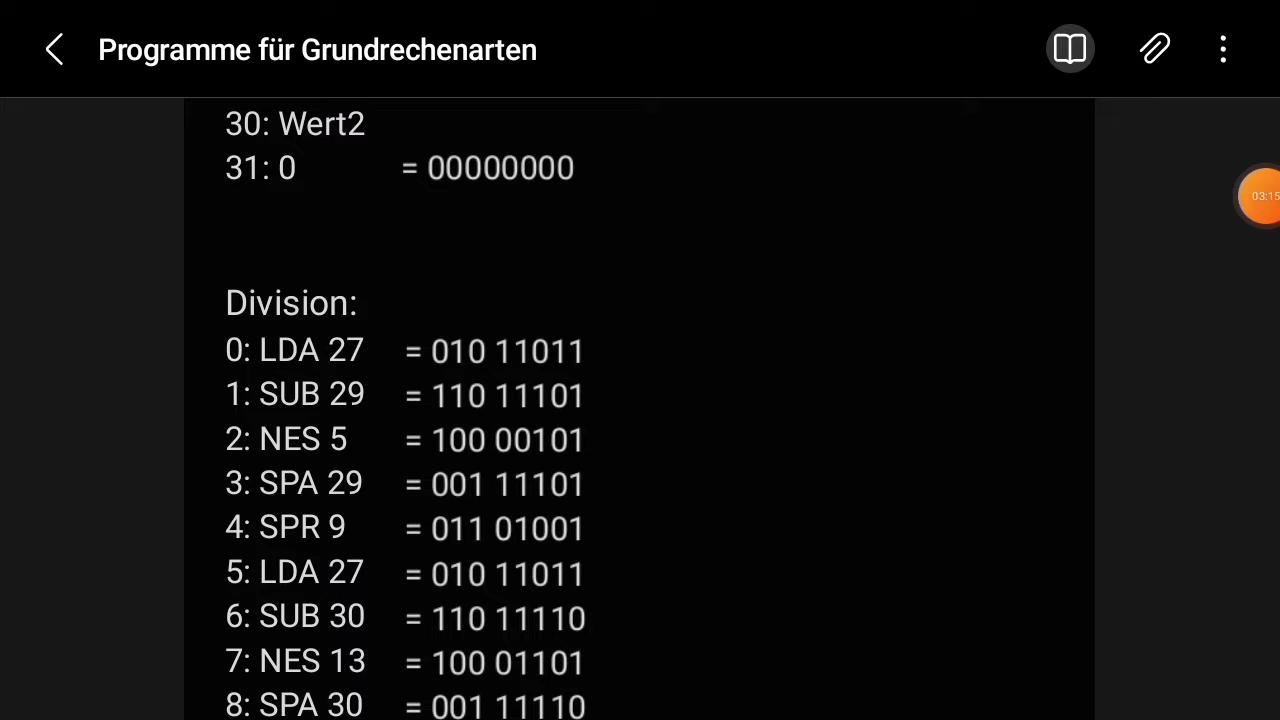 Programme für Grundrechenarten
03:15
30: Wert2
31: 0 = 00000000
Division:
0: LDA 27 = 010 11011
1: SUB 29 = 110 11101
2: NES 5 = 100 00101
3: SPA 29 = 001 11101
4: SPR 9 = 011 01001
5: LDA 27 = 010 11011
6: SUB 30 = 110 11110
7: NES 13 = 100 01101
8: SPA 30 = 001 11110